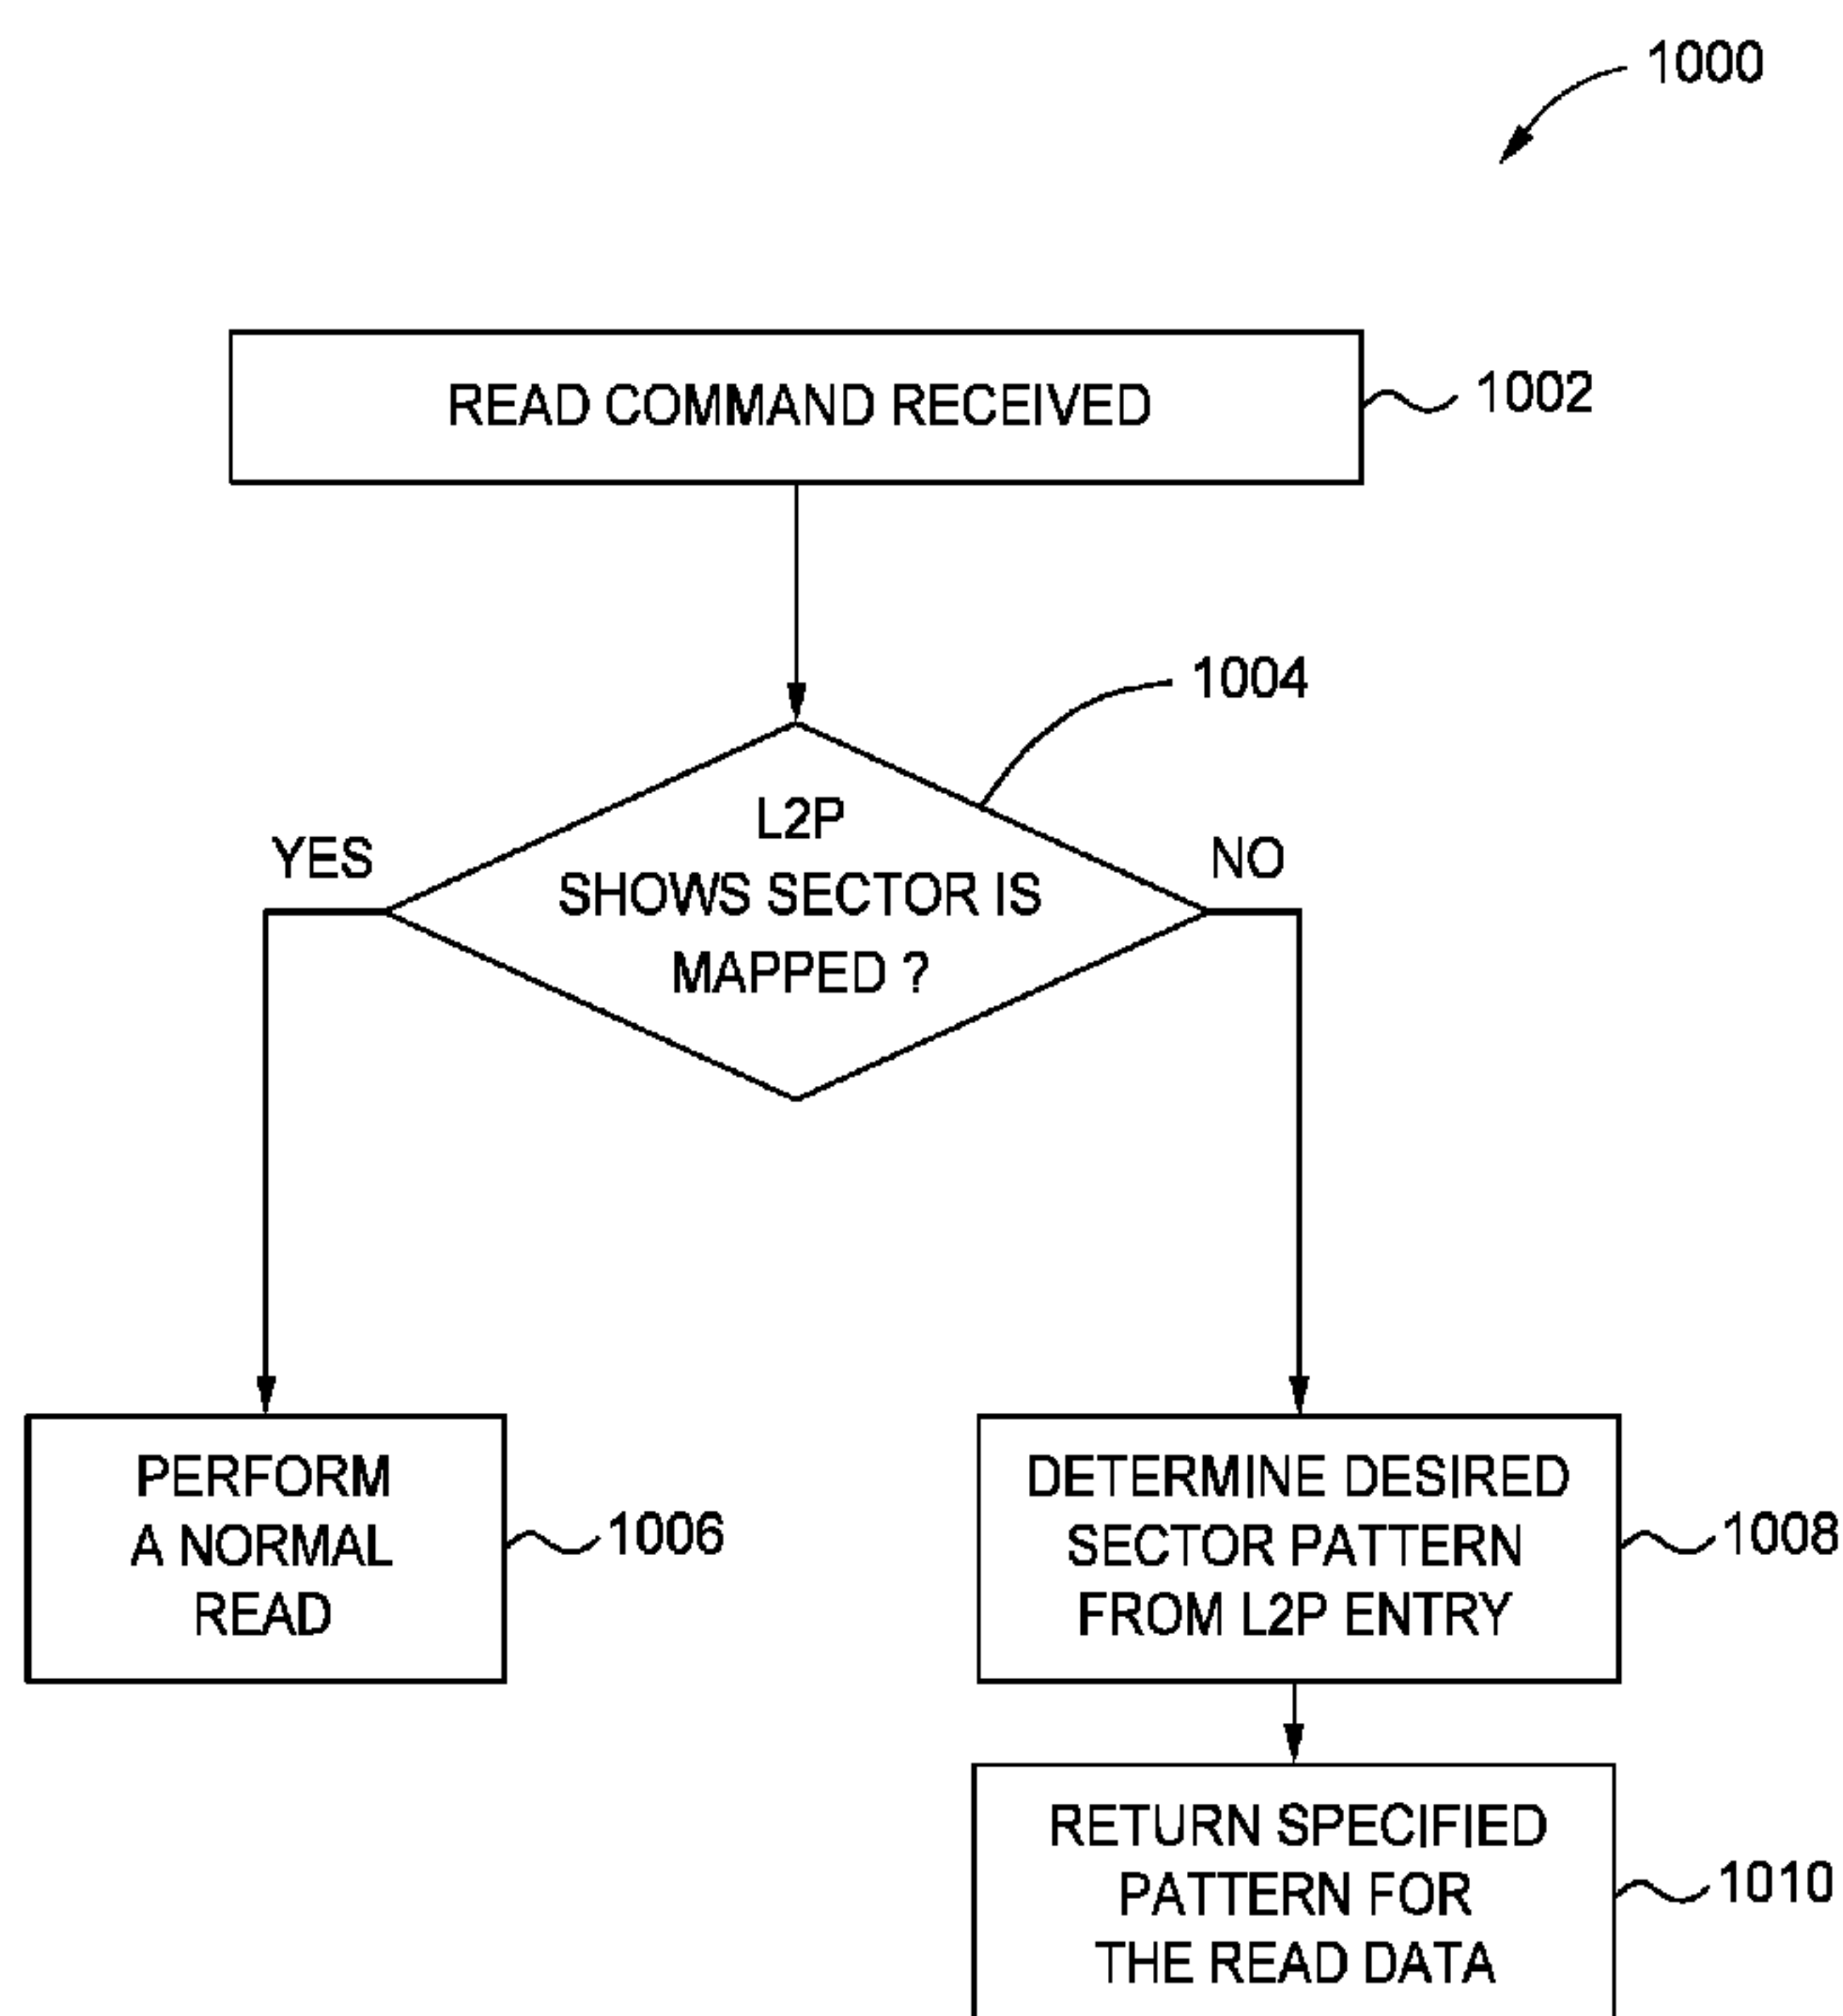 1000
READ COMMAND RECEIVED
1002
1004
L2P
SHOWS SECTOR IS
MAPPED ?
YES
NO
PERFORM
A NORMAL
READ
1006
DETERMINE DESIRED
SECTOR PATTERN
FROM L2P ENTRY
1008
RETURN SPECIFIED
PATTERN FOR
THE READ DATA
1010